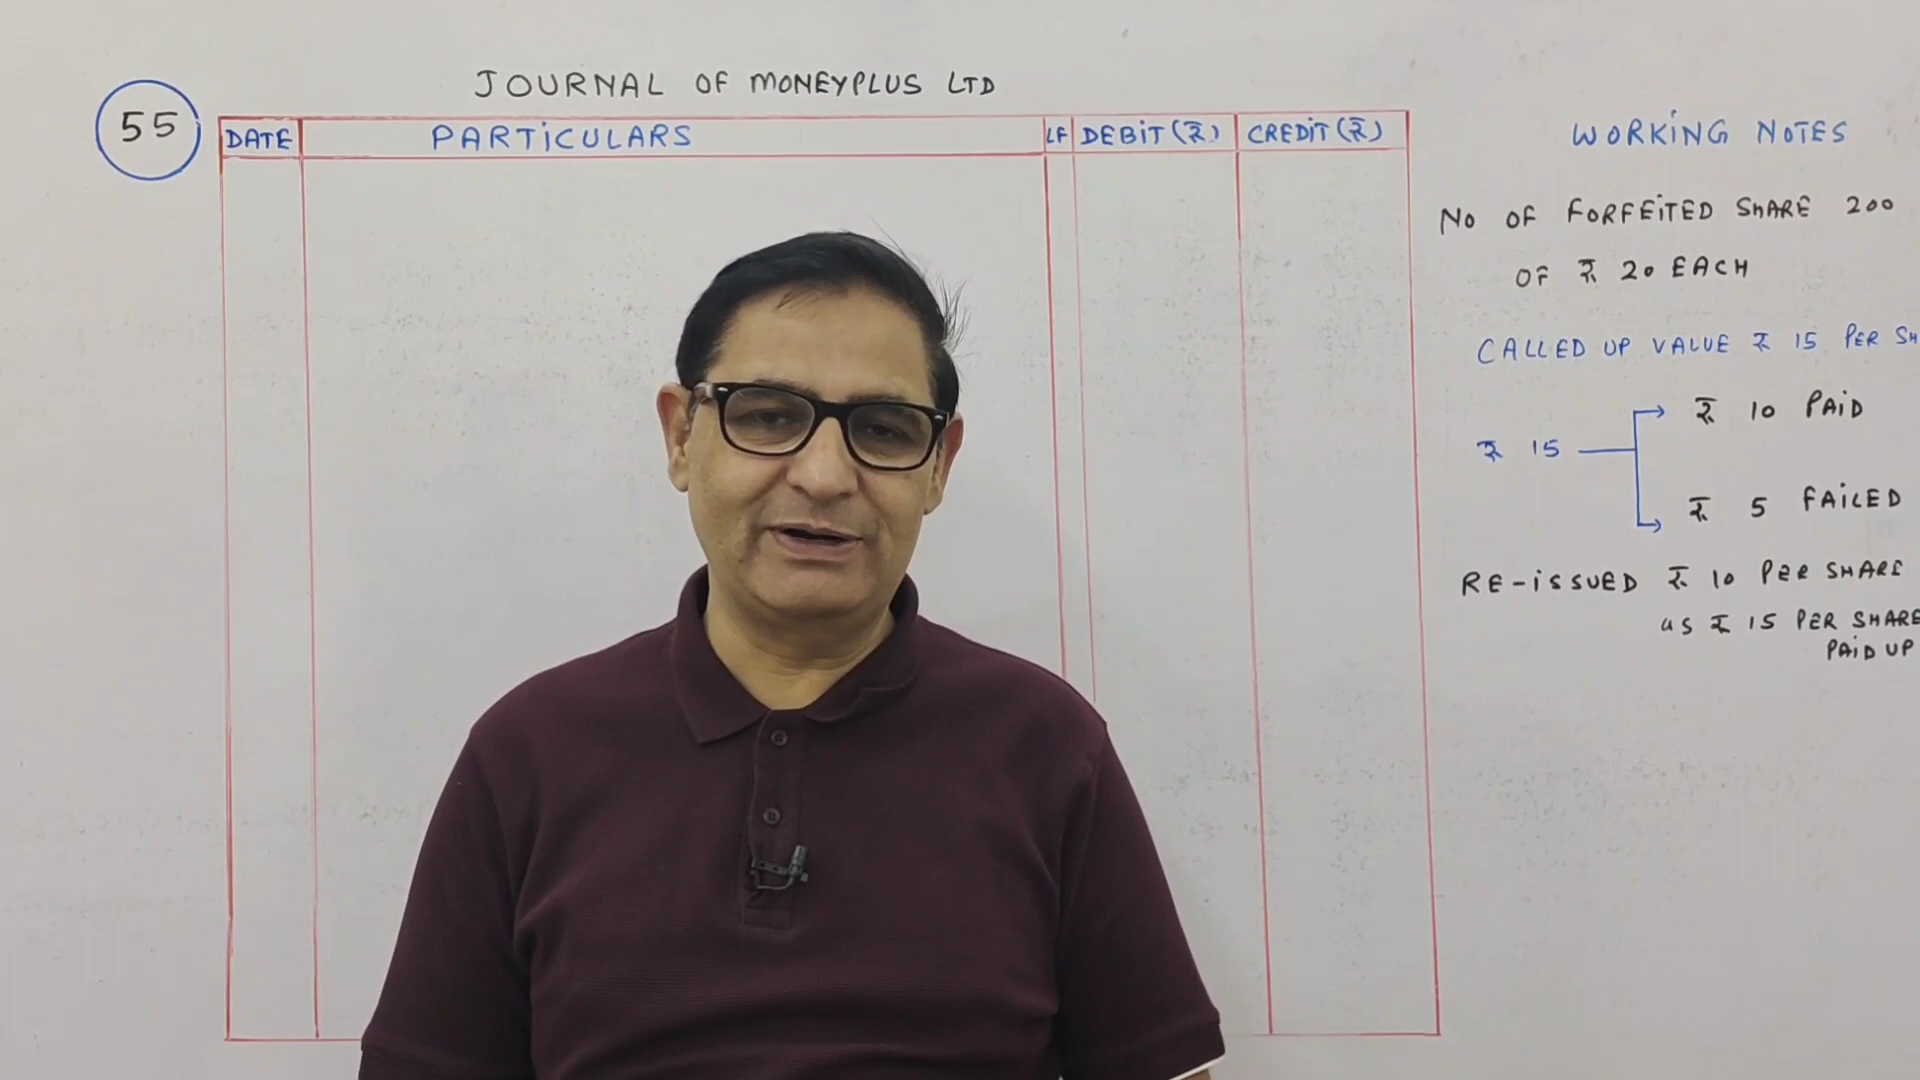 JOURNAL OF MONEYPLUS LTD
55
DATE PARTICULARS LF DEBIT (₹) CREDIT (₹)
WORKING NOTES
NO OF FORFEITED SHARE 200
OF ₹ 20 EACH
CALLED UP VALUE ₹ 15 PER SH
₹ 10 PAID
₹ 15
₹ 5 FAILED
RE-ISSUED ₹ 10 PER SHARE
as ₹ 15 PER SHARE
PAID UP